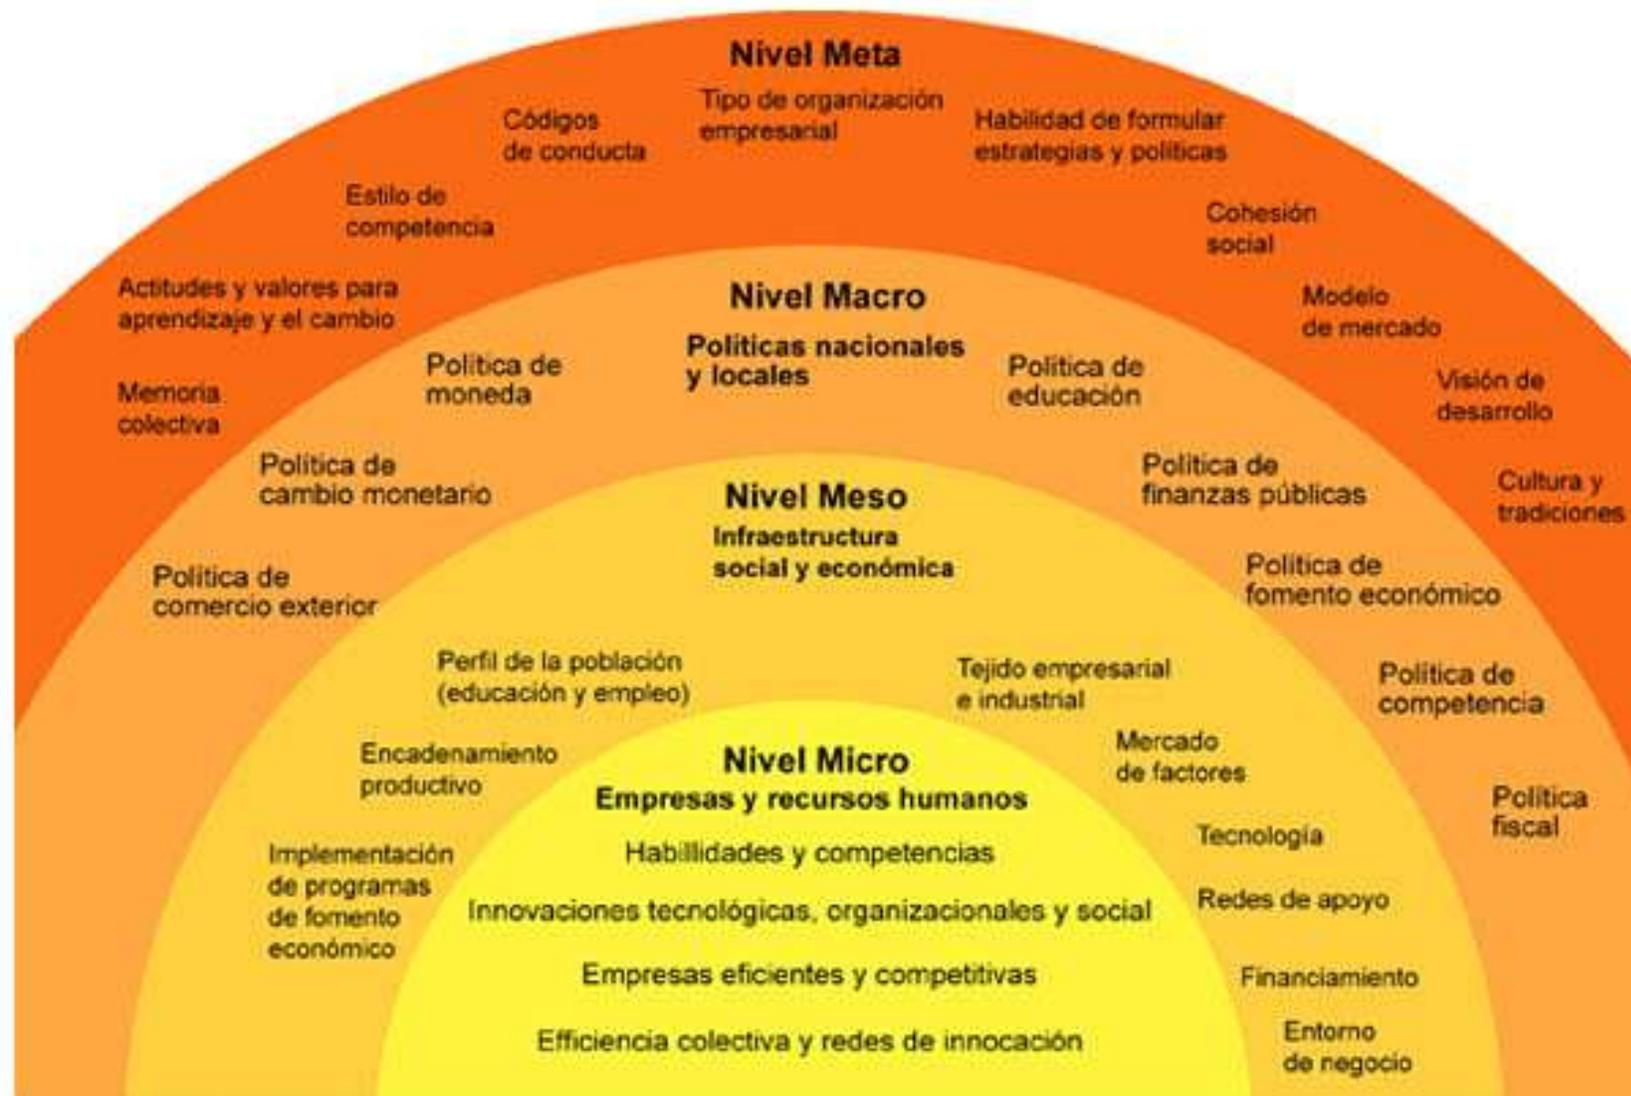 Nivel Meta
Tipo de organización
empresarial
Códigos
de conducta
Habilidad de formular
estrategias y políticas
Estilo de
competencia
Cohesión
social
Actitudes y valores para
aprendizaje y el cambio
Modelo
de mercado
Memoria
colectiva
Visión de
desarrollo
Cultura y
tradiciones
Nivel Macro
Políticas nacionales
y locales
Política de
moneda
Política de
educación
Política de
cambio monetario
Política de
finanzas públicas
Política de
comercio exterior
Política de
fomento económico
Política de
competencia
Política
fiscal
Nivel Meso
Infraestructura
social y económica
Perfil de la población
(educación y empleo)
Tejido empresarial
e industrial
Encadenamiento
productivo
Mercado
de factores
Implementación
de programas
de fomento
económico
Tecnología
Redes de apoyo
Financiamiento
Entorno
de negocio
Nivel Micro
Empresas y recursos humanos
Habillidades y competencias
Innovaciones tecnológicas, organizacionales y social
Empresas eficientes y competitivas
Efficiencia colectiva y redes de innocación